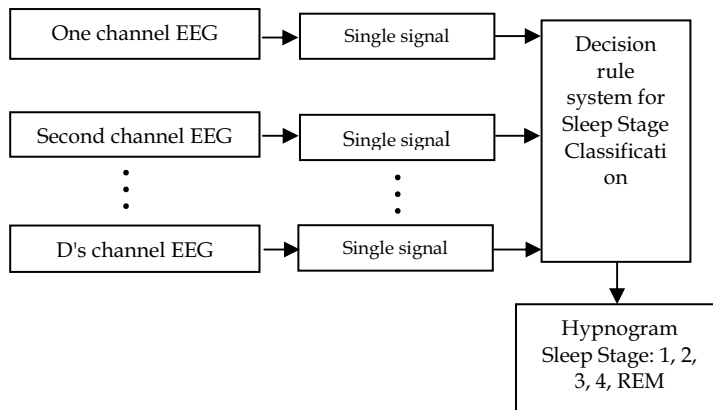 One channel EEG
Single signal
Decision
rule
system for
Sleep Stage
Classificati
on
Second channel EEG
Single signal
D's channel EEG
Single signal
Hypnogram
Sleep Stage: 1, 2,
3, 4, REM